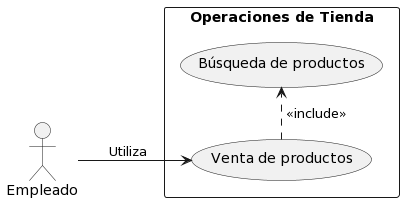 Operaciones de Tienda
Búsqueda de productos
«include»
Utiliza
Venta de productos
Empleado